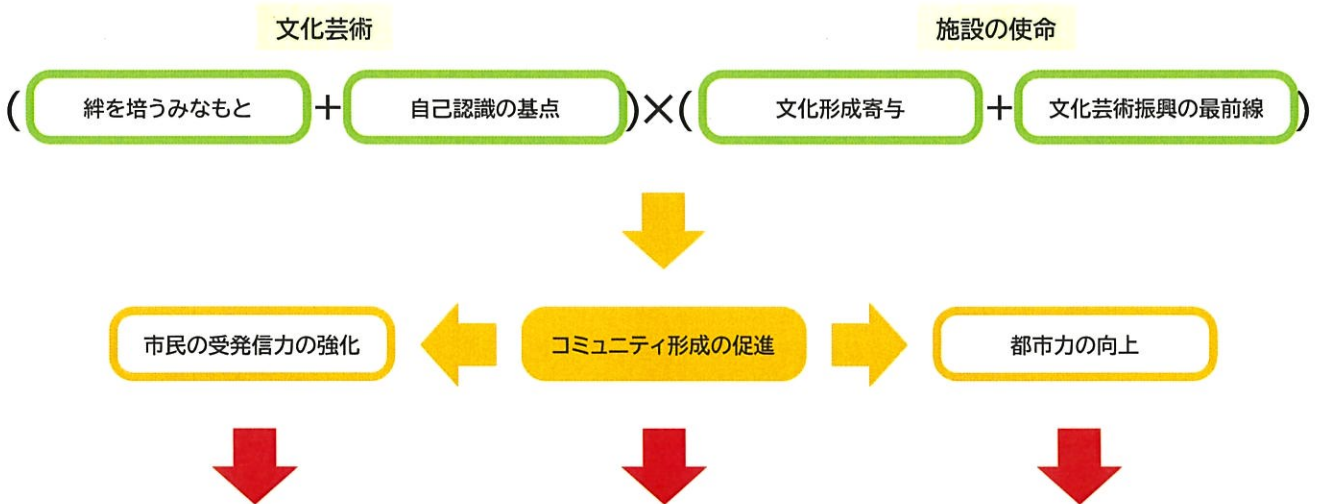 文化芸術 施設の使命
(絆を培うみなもと+自己認識の基点)×(文化形成寄与+文化芸術振興の最前線)
市民の受発信力の強化 コミュニティ形成の促進 都市力の向上